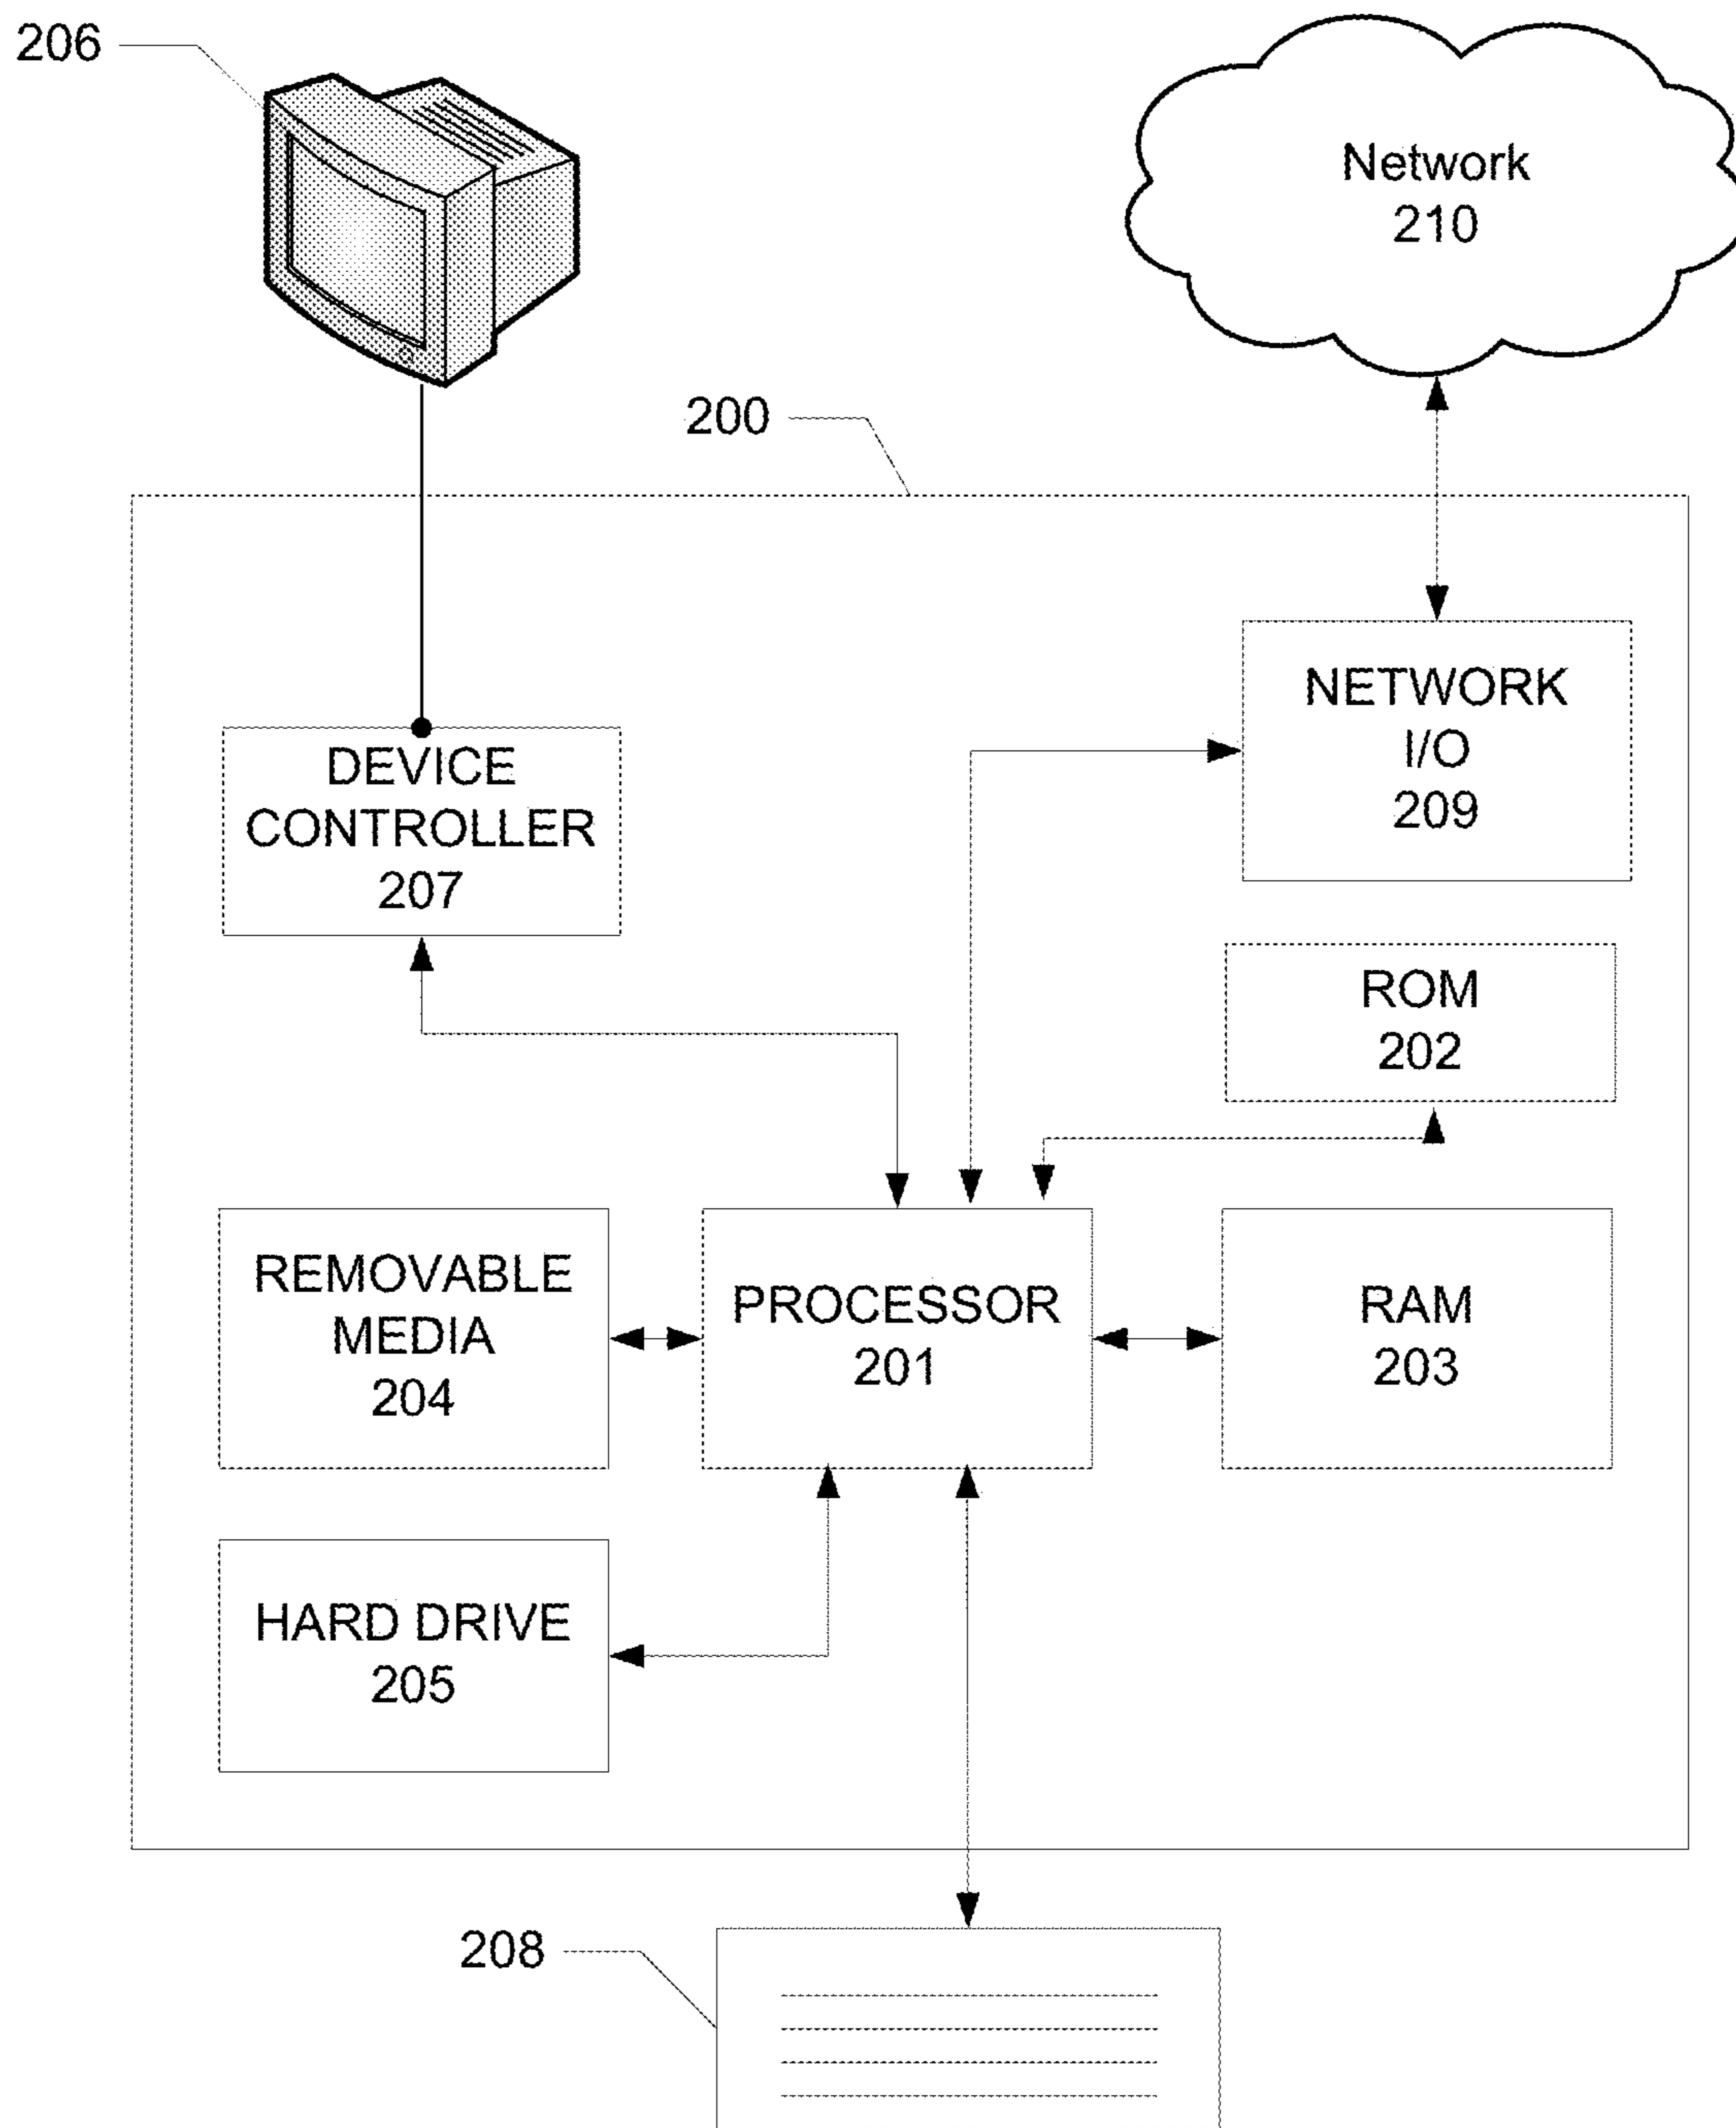 206
Network
210
200
NETWORK
I/O
209
DEVICE
CONTROLLER
207
ROM
202
REMOVABLE
MEDIA
204
PROCESSOR
201
RAM
203
HARD DRIVE
205
208